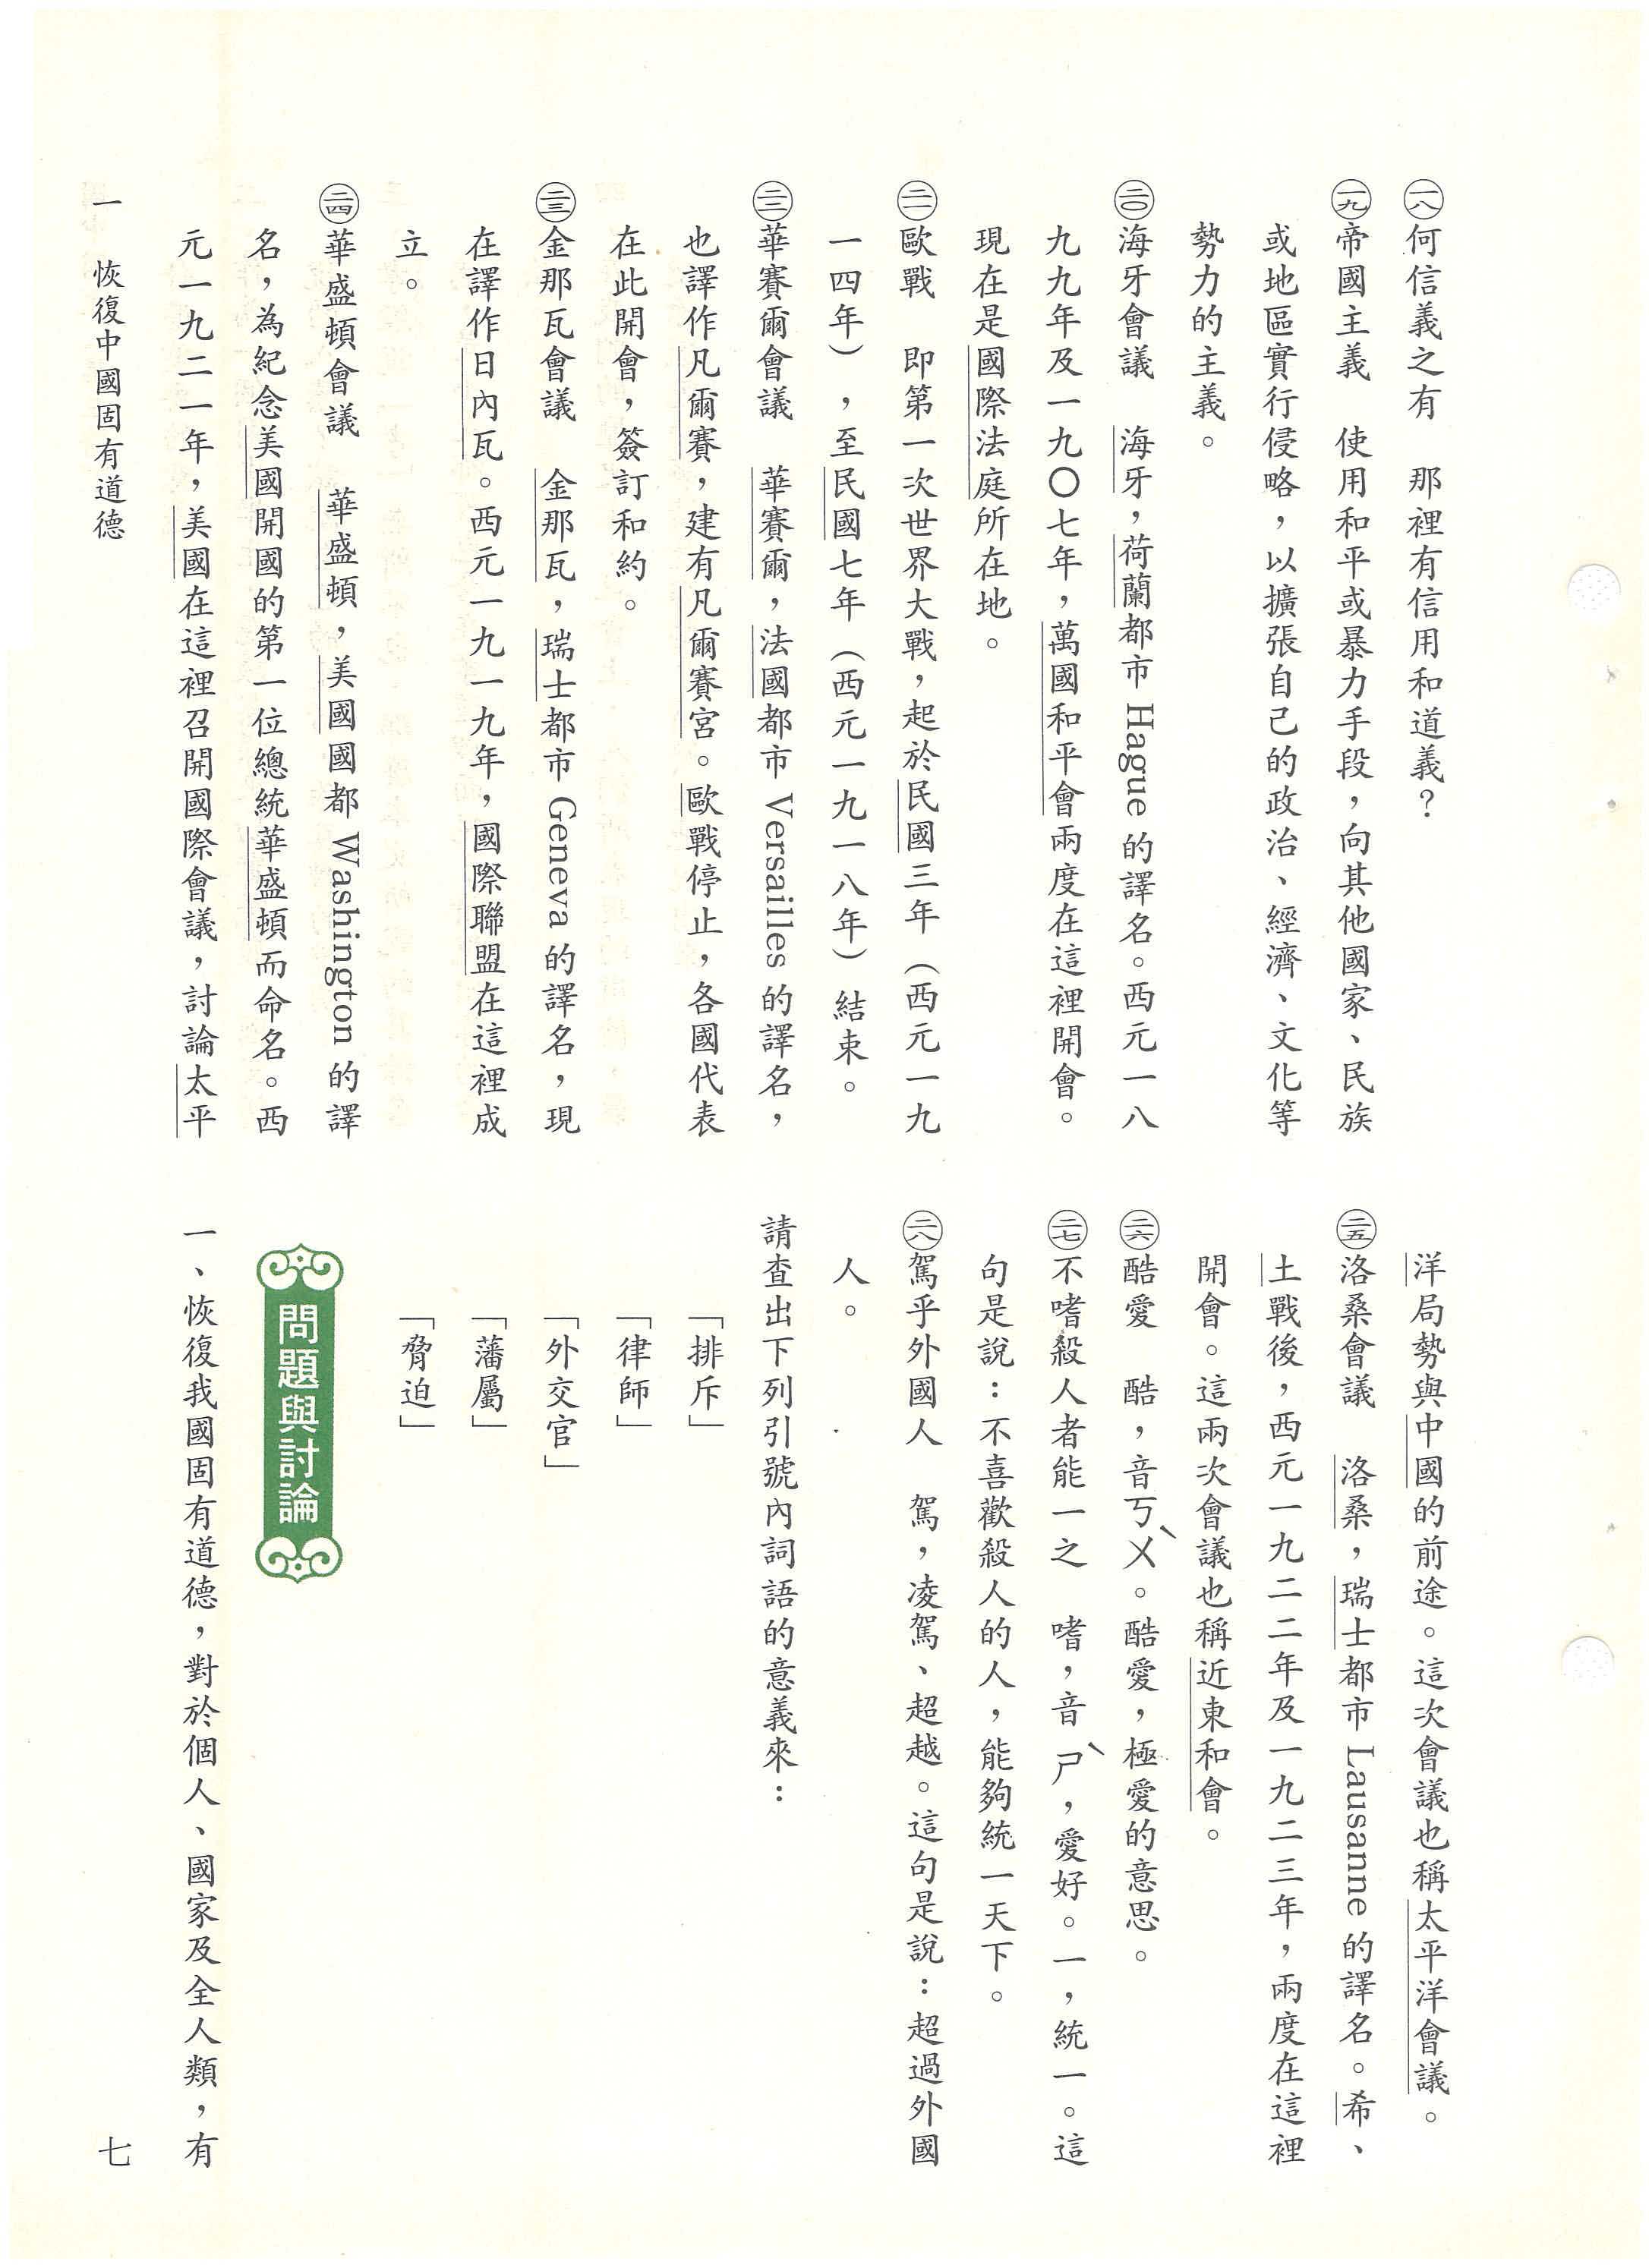 ㊀八何信義之有　那裡有信用和道義？
㊀九帝國主義　使用和平或暴力手段，向其他國家、民族
或地區實行侵略，以擴張自己的政治、經濟、文化等
勢力的主義。
二〇海牙會議　海牙，荷蘭都市 Hague 的譯名。西元一八
九九年及一九〇七年，萬國和平會兩度在這裡開會。
現在是國際法庭所在地。
二一歐戰　即第一次世界大戰，起於民國三年（西元一九
一四年），至民國七年（西元一九一八年）結束。
二二華賽爾會議　華賽爾，法國都市 Versailles 的譯名，
也譯作凡爾賽，建有凡爾賽宮。歐戰停止，各國代表
在此開會，簽訂和約。
二三金那瓦會議　金那瓦，瑞士都市 Geneva 的譯名，現
在譯作日內瓦。西元一九一九年，國際聯盟在這裡成
立。
二四華盛頓會議　華盛頓，美國國都 Washington 的譯
名，為紀念美國開國的第一位總統華盛頓而命名。西
元一九二一年，美國在這裡召開國際會議，討論太平
洋局勢與中國的前途。這次會議也稱太平洋會議。
二五洛桑會議　洛桑，瑞士都市 Lausanne 的譯名。希、
土戰後，西元一九二二年及一九二三年，兩度在這裡
開會。這兩次會議也稱近東和會。
二六酷愛　酷，音ㄎㄨˋ。酷愛，極愛的意思。
二七不嗜殺人者能一之　嗜，音ㄕˋ，愛好。一，統一。這
句是說：不喜歡殺人的人，能夠統一天下。
二八駕乎外國人　駕，凌駕、超越。這句是說：超過外國
人。
請查出下列引號內詞語的意義來：
「排斥」
「律師」
「外交官」
「藩屬」
「脅迫」
問題與討論
一、恢復我國固有道德，對於個人、國家及全人類，有
一　恢復中國固有道德
七